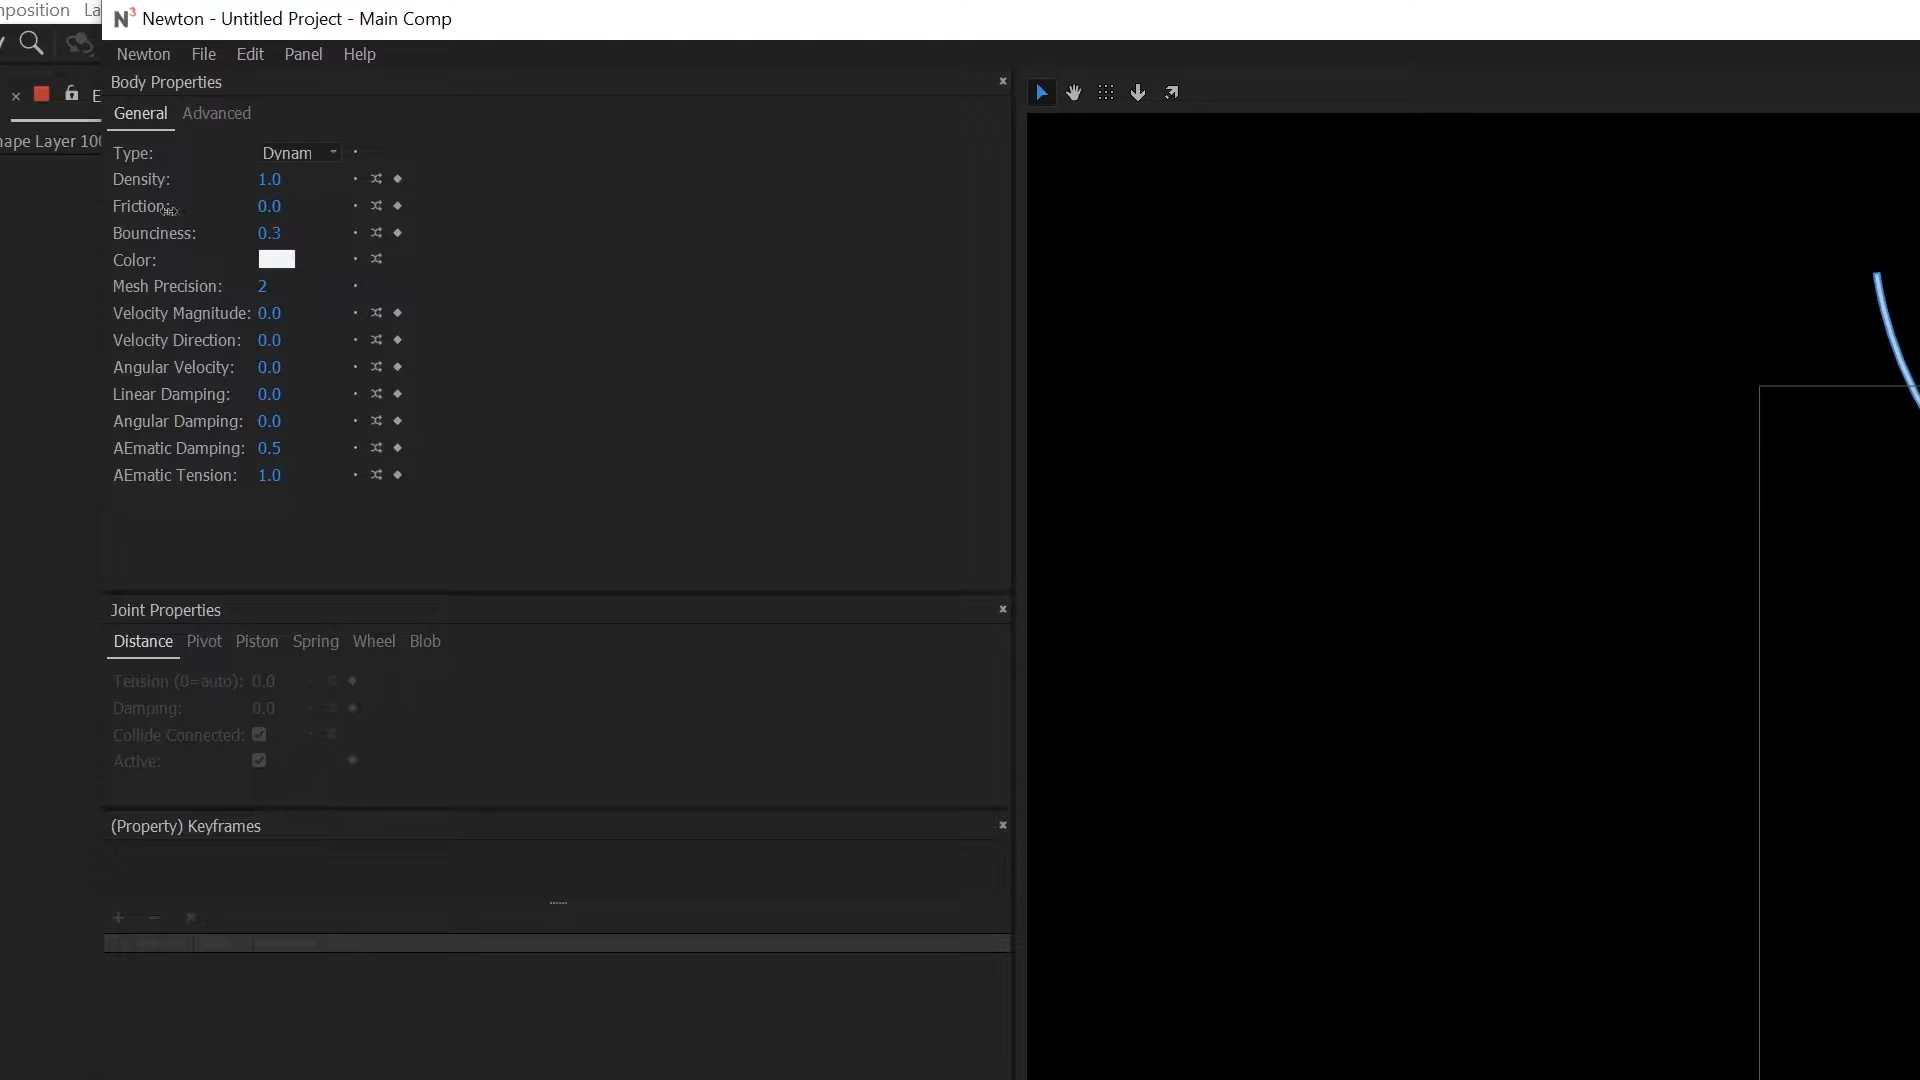 mposition La
N3 Newton - Untitled Project - Main Comp
Newton File Edit Panel Help
Body Properties
General Advanced
hape Layer 100
Type: Dynam
Density: 1.0
Friction: 0.0
Bounciness: 0.3
Color:
Mesh Precision: 2
Velocity Magnitude: 0.0
Velocity Direction: 0.0
Angular Velocity: 0.0
Linear Damping: 0.0
Angular Damping: 0.0
AEmatic Damping: 0.5
AEmatic Tension: 1.0
Joint Properties
Distance Pivot Piston Spring Wheel Blob
Tension (0=auto): 0.0
Damping: 0.0
Collide Connected:
Active:
(Property) Keyframes